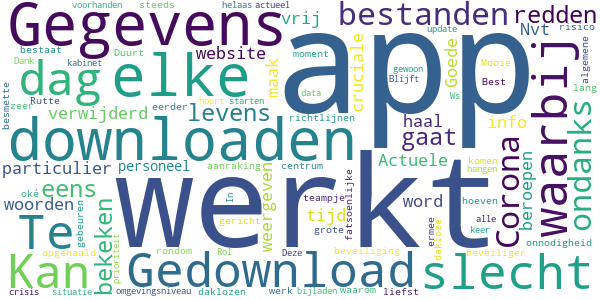 voorhanden steeds helaas actueel
Gegevens app bestanden redden
vrij update Nvt risico
bestaat Duurt website moment cruciale Goede waarbij algemene
Dank kabinet gewoon Mooie
dag elke maak Blijft Best lang
besmette Rutte data Ws
zeer verwijderd eerder hoort starten levens
richtlijnen haal info ondanks
downloaden gaat Corona beroepen
particulier personeel aanraking centrum Actuele komen
hangen
woorden eens werkt weergeven In teampje fatsoenlijke word hoeven
Te gebeuren bekeken tijd grote ermee dakloze alle
gericht Deze keer onnodigheid
Kan opgehaald prioriteit rondom Rol beveiliging beveiliger
Gedownload slecht
crisis situatie omgevingsniveau daklozen werk bijladen waarom liefst